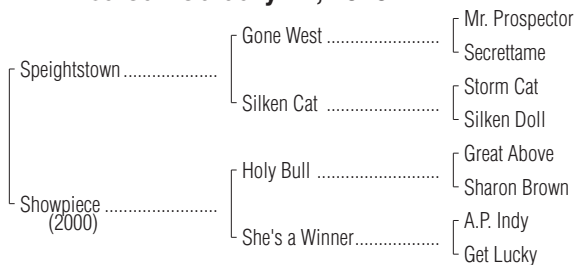 Mr. Prospector
Gone West
Secrettame
Speightstown
Storm Cat
Silken Cat
Silken Doll
Great Above
Holy Bull
Sharon Brown
Showpiece
(2000)
A.P. Indy
She's a Winner
Get Lucky